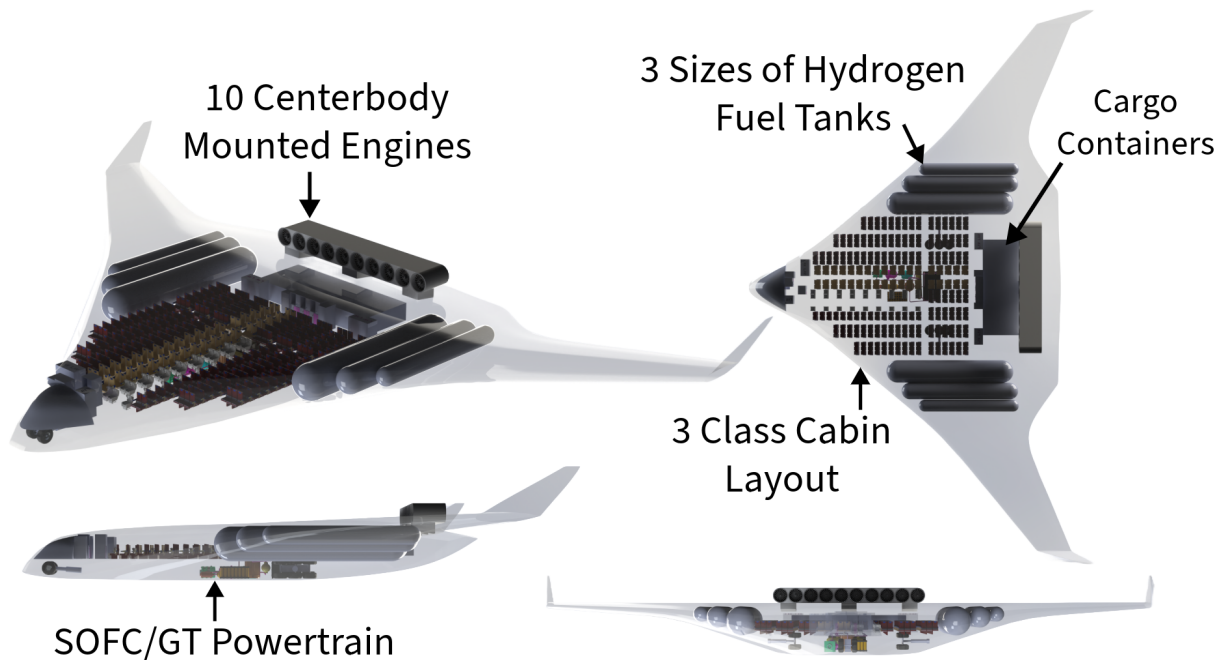 10 Centerbody
Mounted Engines
3 Sizes of Hydrogen
Fuel Tanks
Cargo
Containers
3 Class Cabin
Layout
SOFC/GT Powertrain